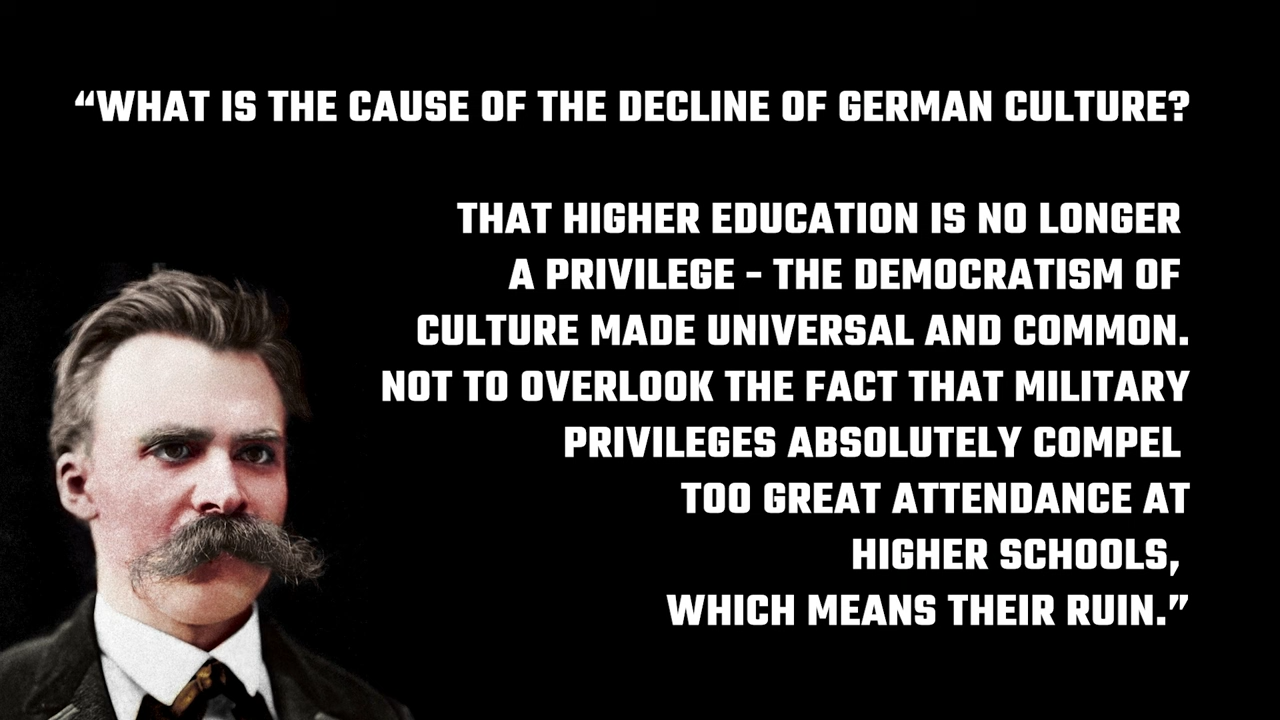 “WHAT IS THE CAUSE OF THE DECLINE OF GERMAN CULTURE?
THAT HIGHER EDUCATION IS NO LONGER
A PRIVILEGE - THE DEMOCRATISM OF
CULTURE MADE UNIVERSAL AND COMMON.
NOT TO OVERLOOK THE FACT THAT MILITARY
PRIVILEGES ABSOLUTELY COMPEL
TOO GREAT ATTENDANCE AT
HIGHER SCHOOLS,
WHICH MEANS THEIR RUIN.”